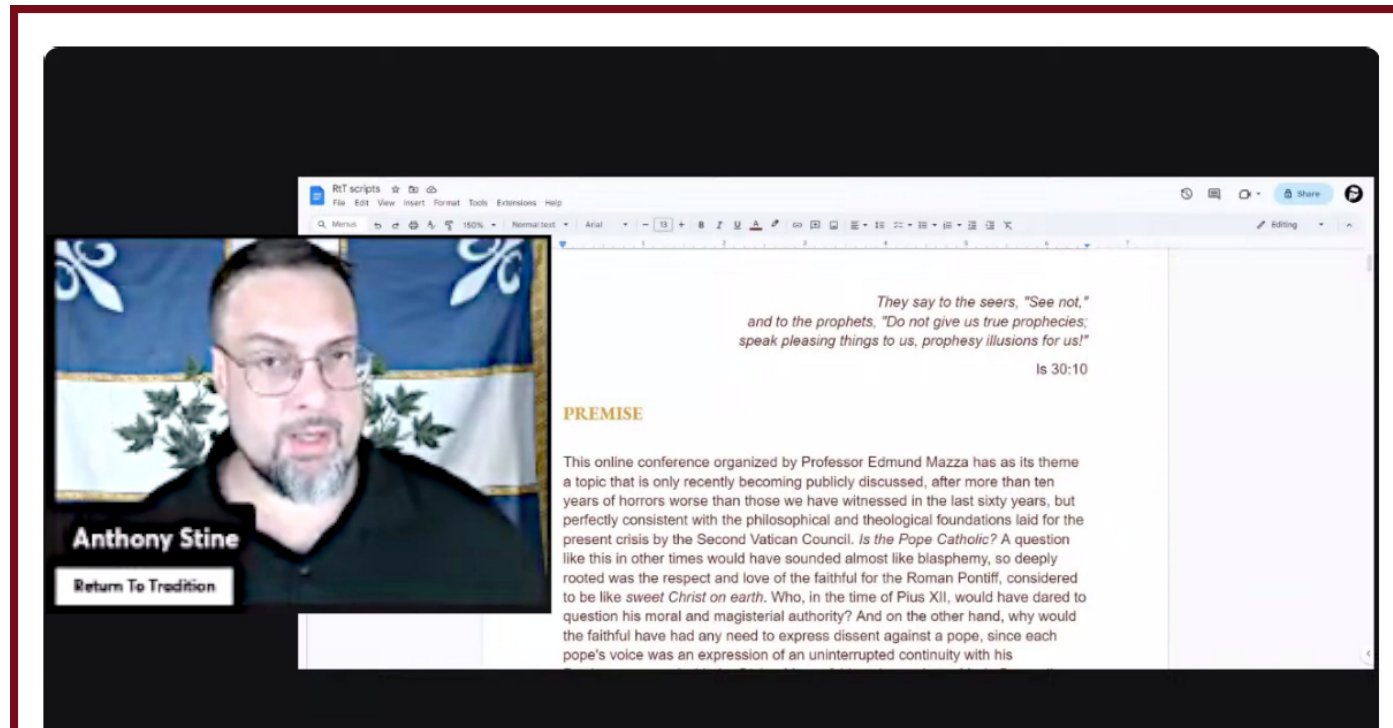 RtT scripts
File Edit View Insert Format Tools Extensions Help
Share
Menus 150% Normal text Arial 13 B I U A Editing
1 2 3 4 5 6 7
They say to the seers, "See not,"
and to the prophets, "Do not give us true prophecies;
speak pleasing things to us, prophesy illusions for us!"
Is 30:10
PREMISE
This online conference organized by Professor Edmund Mazza has as its theme
a topic that is only recently becoming publicly discussed, after more than ten
years of horrors worse than those we have witnessed in the last sixty years, but
perfectly consistent with the philosophical and theological foundations laid for the
present crisis by the Second Vatican Council. Is the Pope Catholic? A question
like this in other times would have sounded almost like blasphemy, so deeply
rooted was the respect and love of the faithful for the Roman Pontiff, considered
to be like sweet Christ on earth. Who, in the time of Pius XII, would have dared to
question his moral and magisterial authority? And on the other hand, why would
the faithful have had any need to express dissent against a pope, since each
pope's voice was an expression of an uninterrupted continuity with his
Anthony Stine
Return To Tradition